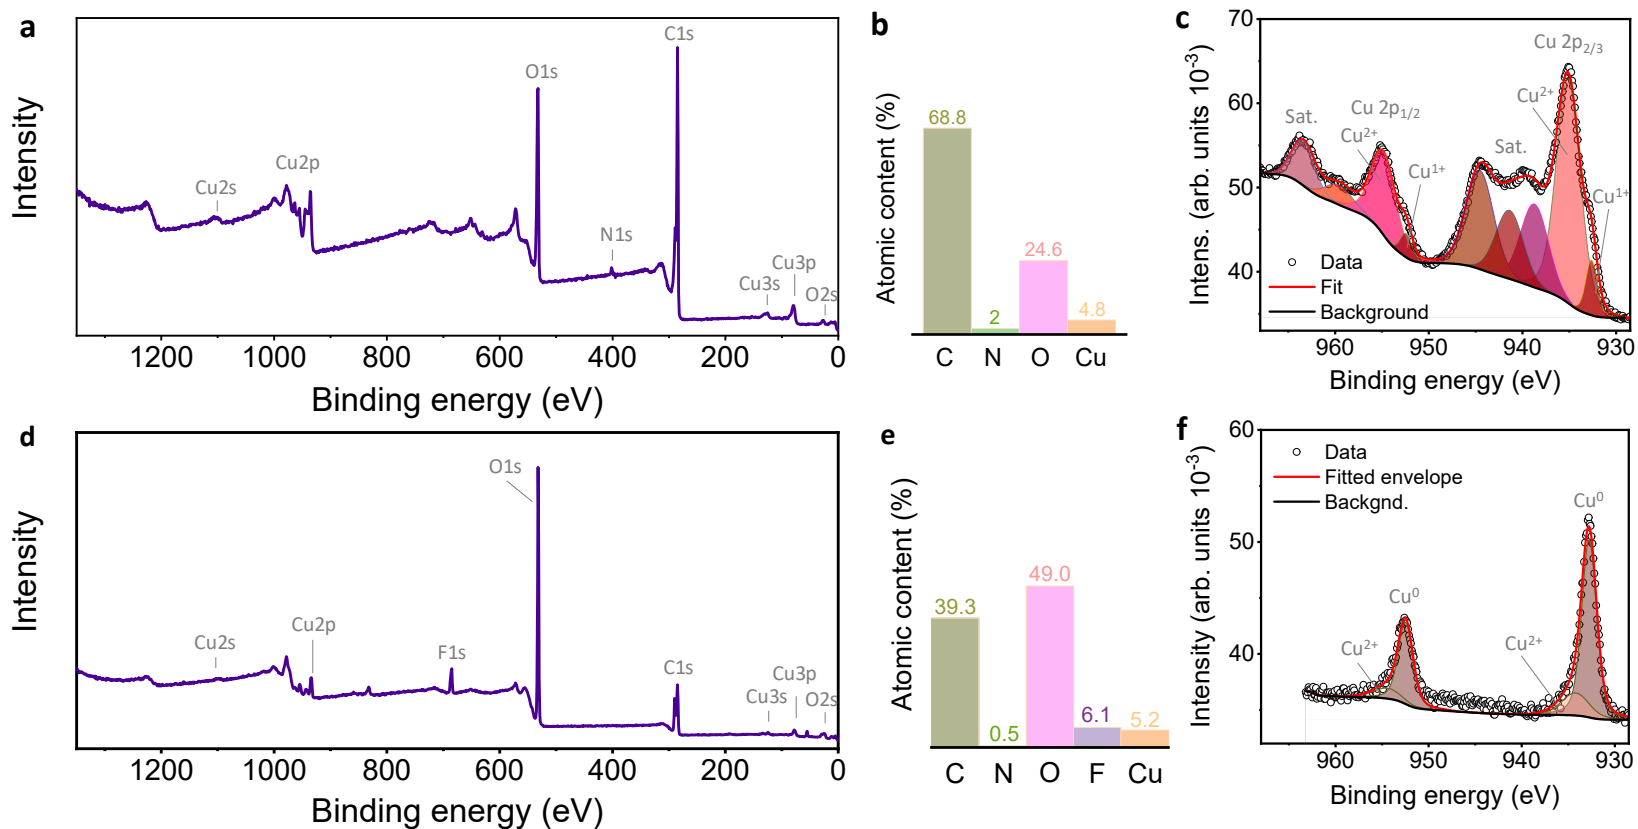 a
Intensity
Cu2s
Cu2p
O1s
N1s
C1s
Cu3s
Cu3p
O2s
1200 1000 800 600 400 200 0
Binding energy (eV)
b
Atomic content (%)
68.8
2
24.6
4.8
C N O Cu
c
Intens. (arb. units 10⁻³)
70
60
50
40
Sat.
Cu 2p₁/₂
Cu²⁺
Cu¹⁺
Sat.
Cu 2p₂/₃
Cu²⁺
Cu¹⁺
Data
Fit
Background
960 950 940 930
Binding energy (eV)
d
Intensity
Cu2s
Cu2p
F1s
O1s
C1s
Cu3s
Cu3p
O2s
1200 1000 800 600 400 200 0
Binding energy (eV)
e
Atomic content (%)
39.3
0.5
49.0
6.1
5.2
C N O F Cu
f
Intensity (arb. units 10⁻³)
60
50
40
Data
Fitted envelope
Backgnd.
Cu²⁺
Cu⁰
Cu²⁺
Cu⁰
960 950 940 930
Binding energy (eV)